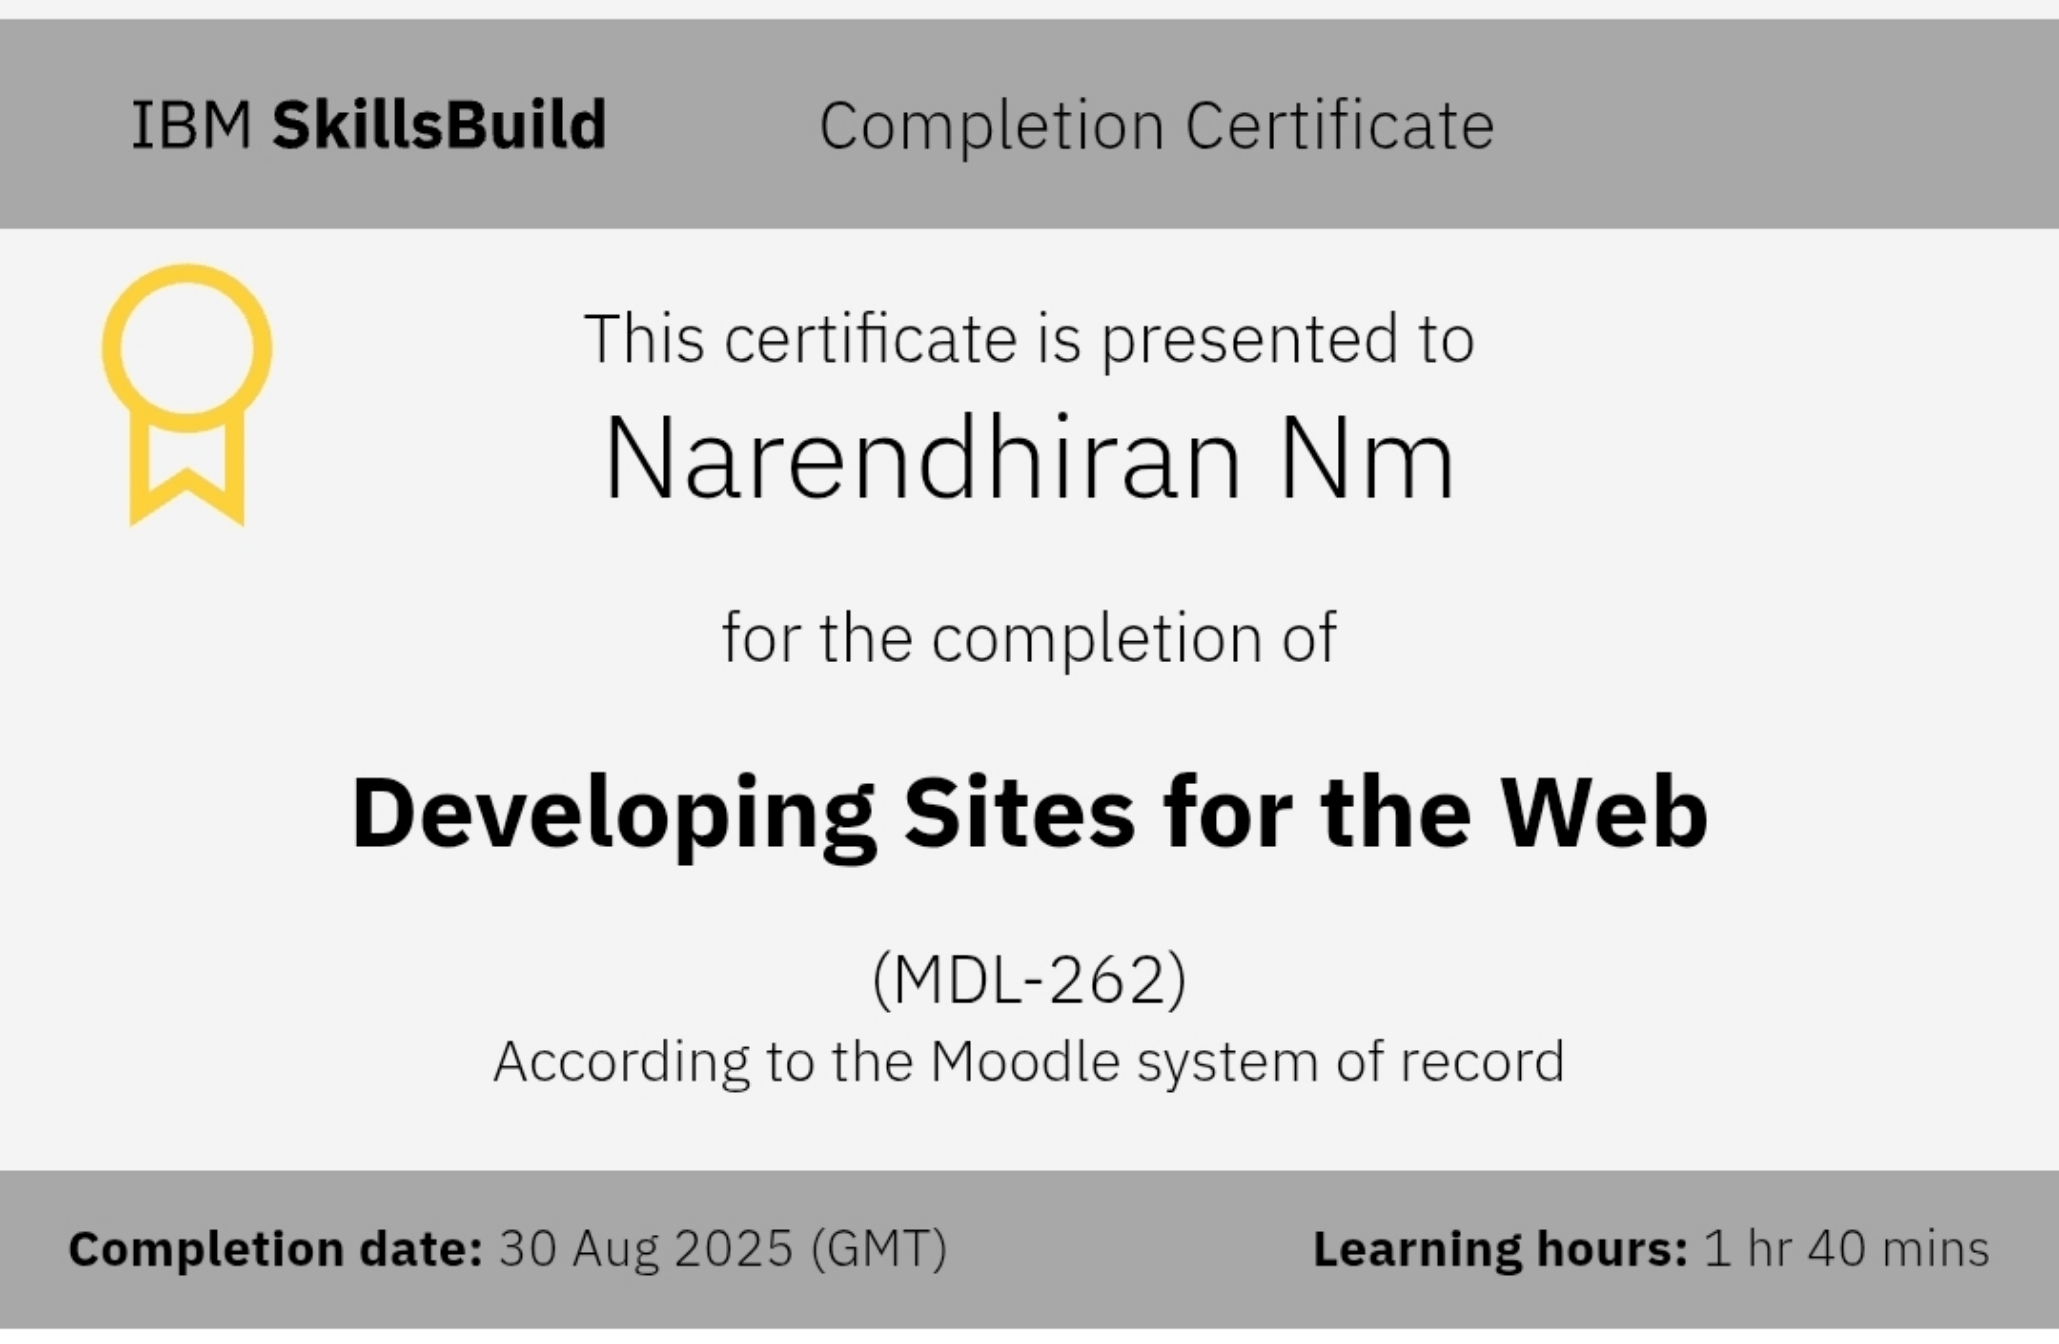 IBM SkillsBuild Completion Certificate
This certificate is presented to
Narendhiran Nm
for the completion of
Developing Sites for the Web
(MDL-262)
According to the Moodle system of record
Completion date: 30 Aug 2025 (GMT) Learning hours: 1 hr 40 mins